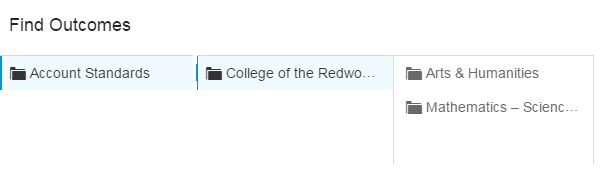 Find Outcomes
Account Standards
College of the Redwo...
Arts & Humanities
Mathematics – Scienc...